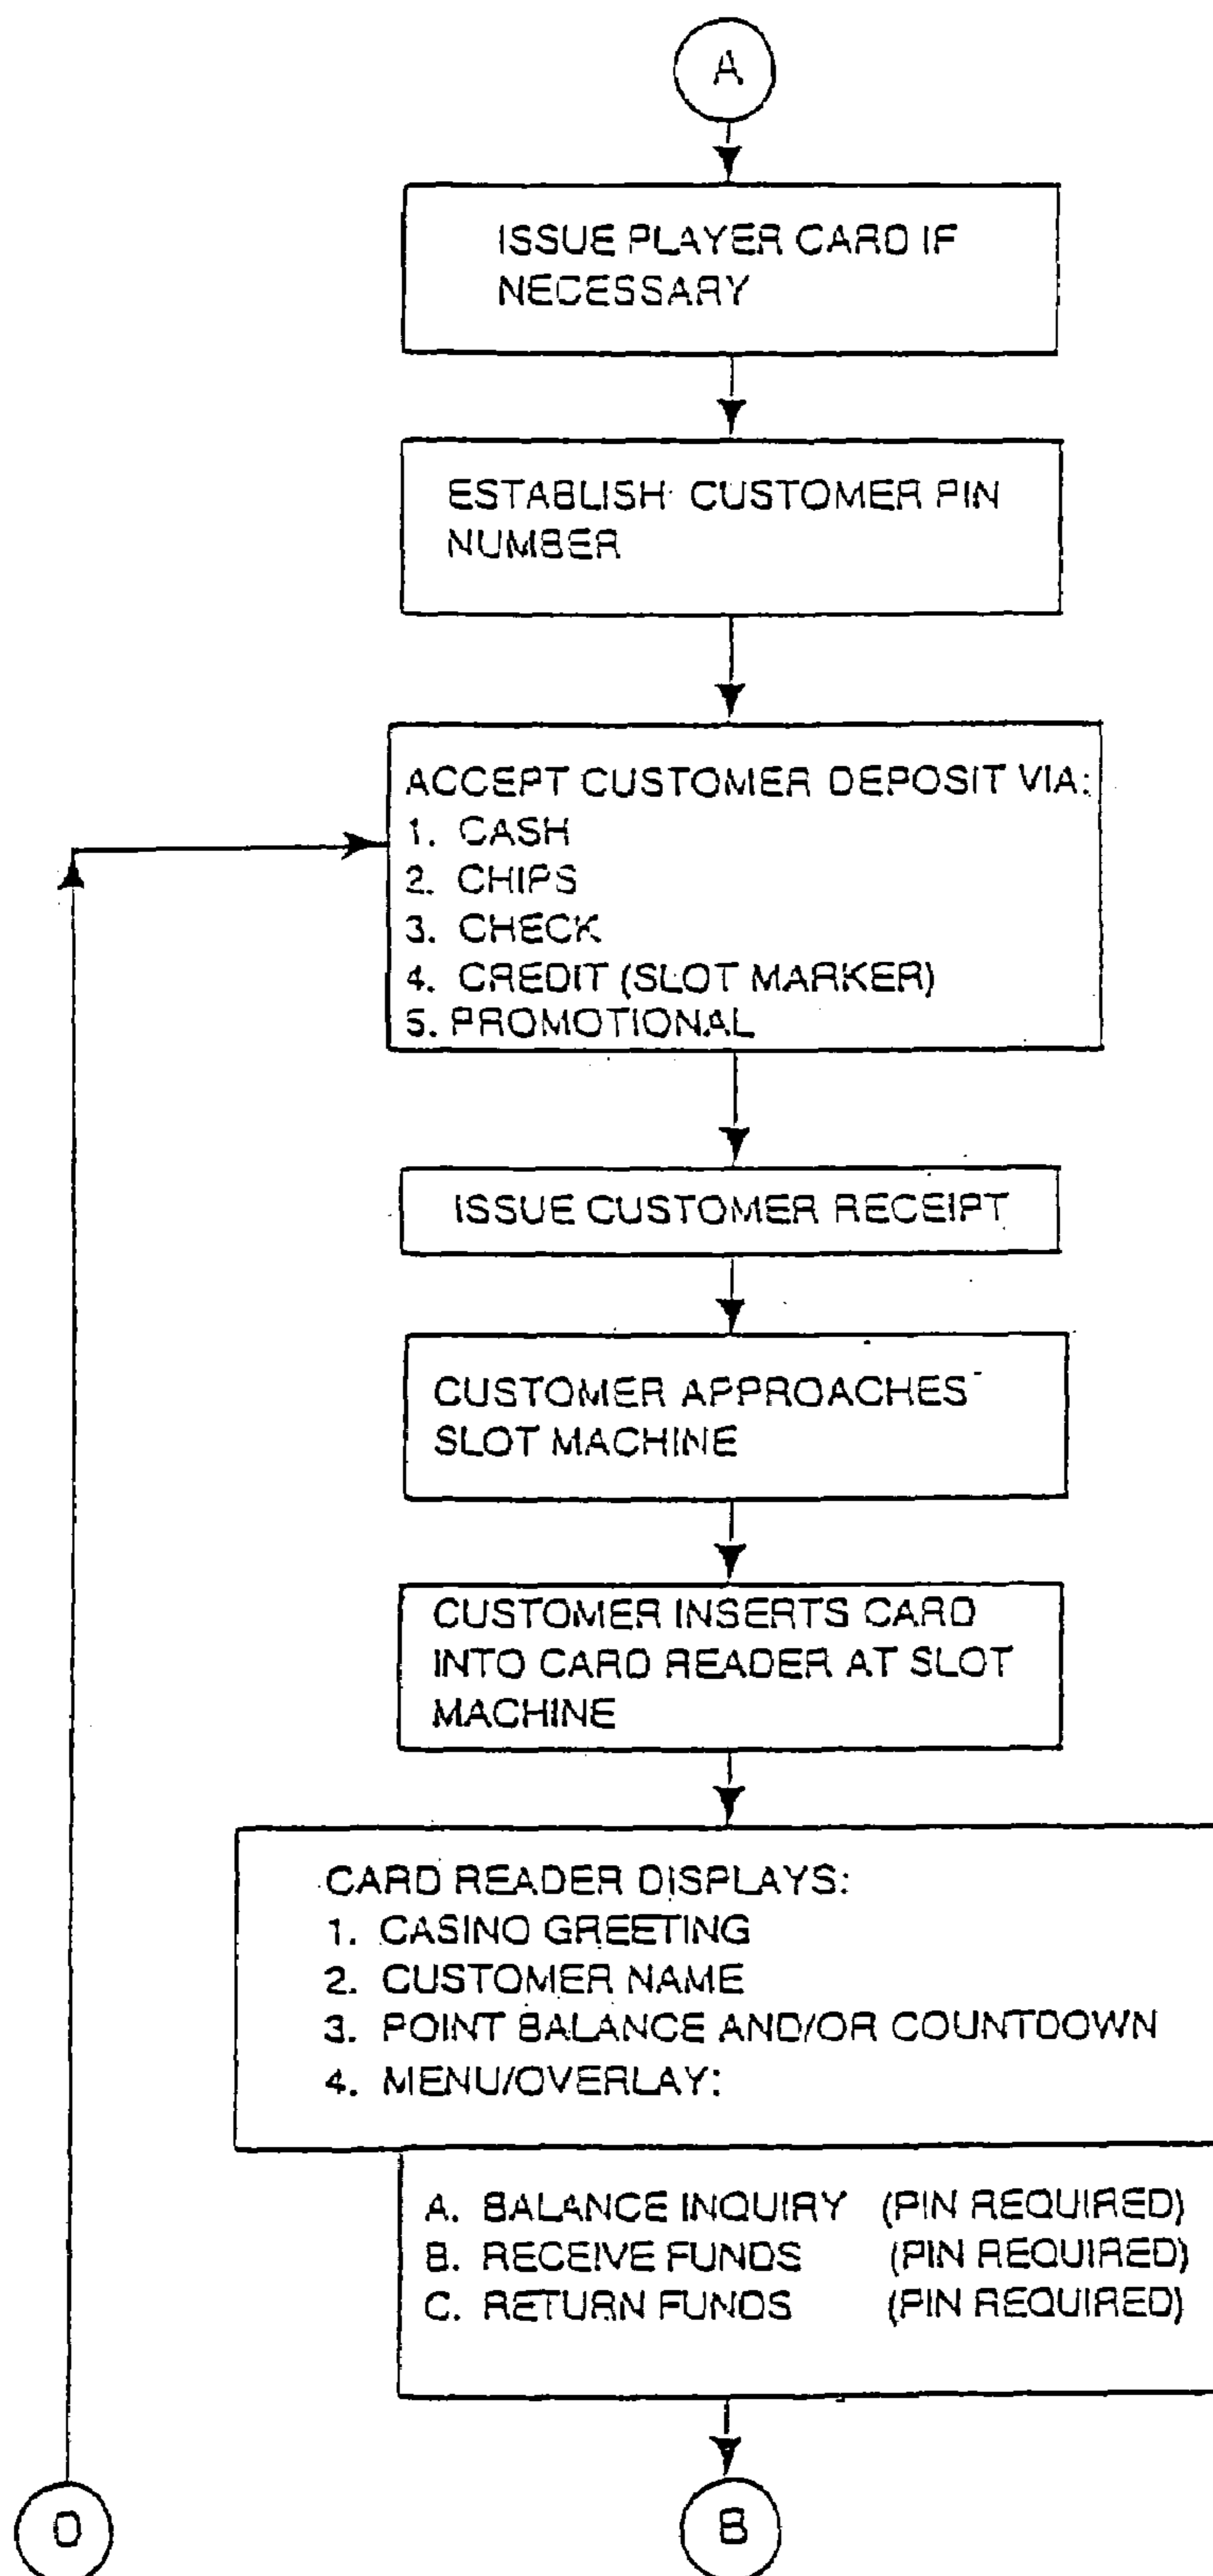 A
ISSUE PLAYER CARD IF
NECESSARY
ESTABLISH CUSTOMER PIN
NUMBER
ACCEPT CUSTOMER DEPOSIT VIA:
1. CASH
2. CHIPS
3. CHECK
4. CREDIT (SLOT MARKER)
5. PROMOTIONAL
ISSUE CUSTOMER RECEIPT
CUSTOMER APPROACHES
SLOT MACHINE
CUSTOMER INSERTS CARD
INTO CARD READER AT SLOT
MACHINE
CARD READER DISPLAYS:
1. CASINO GREETING
2. CUSTOMER NAME
3. POINT BALANCE AND/OR COUNTDOWN
4. MENU/OVERLAY:
A. BALANCE INQUIRY (PIN REQUIRED)
B. RECEIVE FUNDS (PIN REQUIRED)
C. RETURN FUNDS (PIN REQUIRED)
D
B